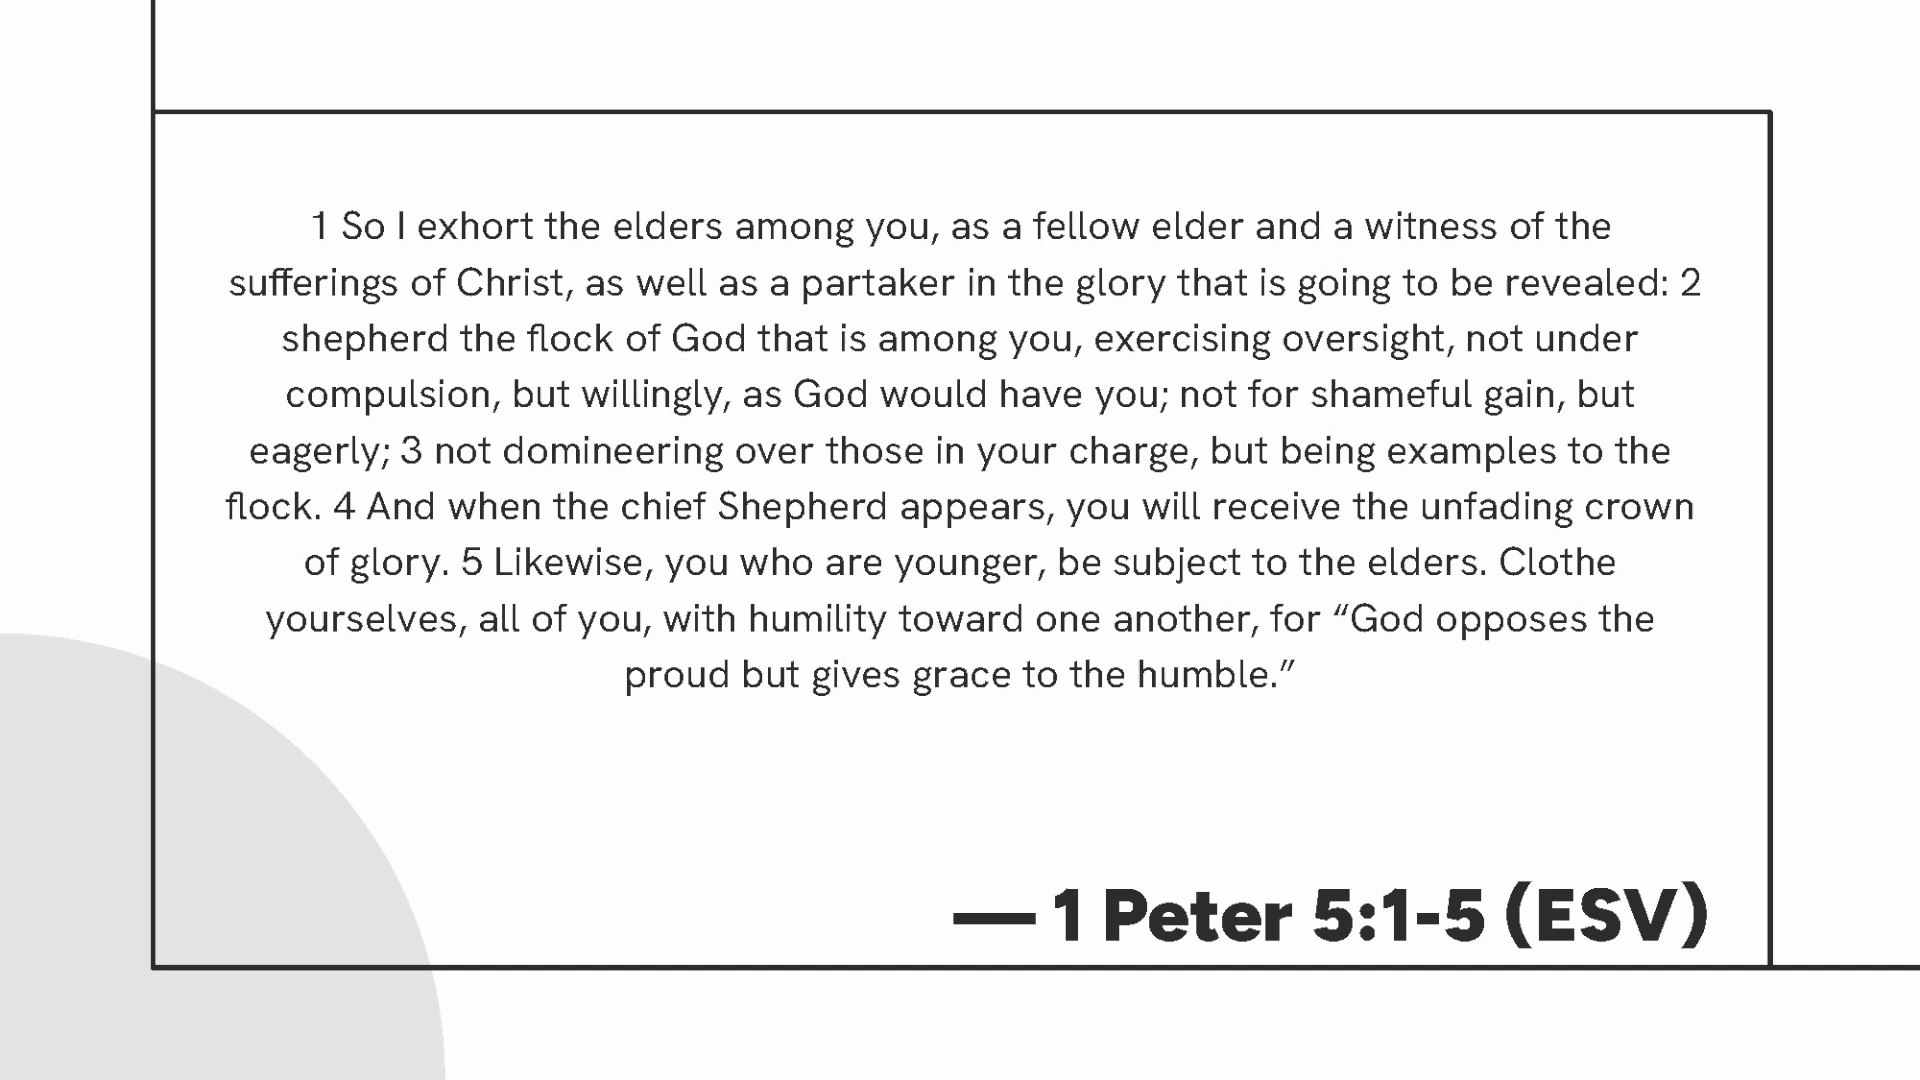 1 So I exhort the elders among you, as a fellow elder and a witness of the
sufferings of Christ, as well as a partaker in the glory that is going to be revealed: 2
shepherd the flock of God that is among you, exercising oversight, not under
compulsion, but willingly, as God would have you; not for shameful gain, but
eagerly; 3 not domineering over those in your charge, but being examples to the
flock. 4 And when the chief Shepherd appears, you will receive the unfading crown
of glory. 5 Likewise, you who are younger, be subject to the elders. Clothe
yourselves, all of you, with humility toward one another, for “God opposes the
proud but gives grace to the humble.”
— 1 Peter 5:1-5 (ESV)